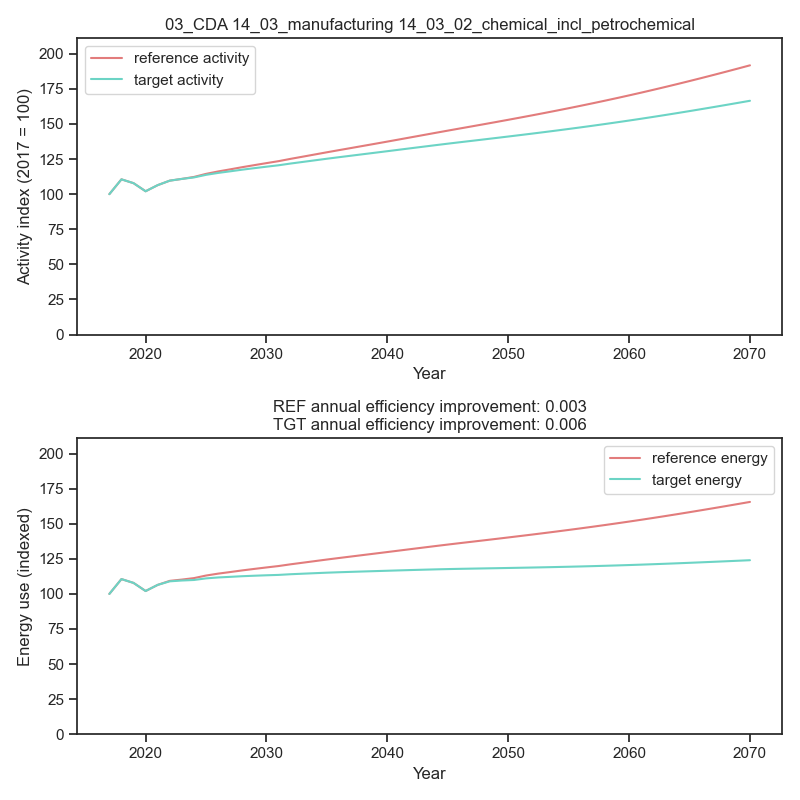 03_CDA 14_03_manufacturing 14_03_02_chemical_incl_petrochemical
reference activity
target activity
Activity index (2017 = 100)
200
175
150
125
100
75
50
25
0
2020 2030 2040 2050 2060 2070
Year
REF annual efficiency improvement: 0.003
TGT annual efficiency improvement: 0.006
reference energy
target energy
Energy use (indexed)
200
175
150
125
100
75
50
25
0
2020 2030 2040 2050 2060 2070
Year